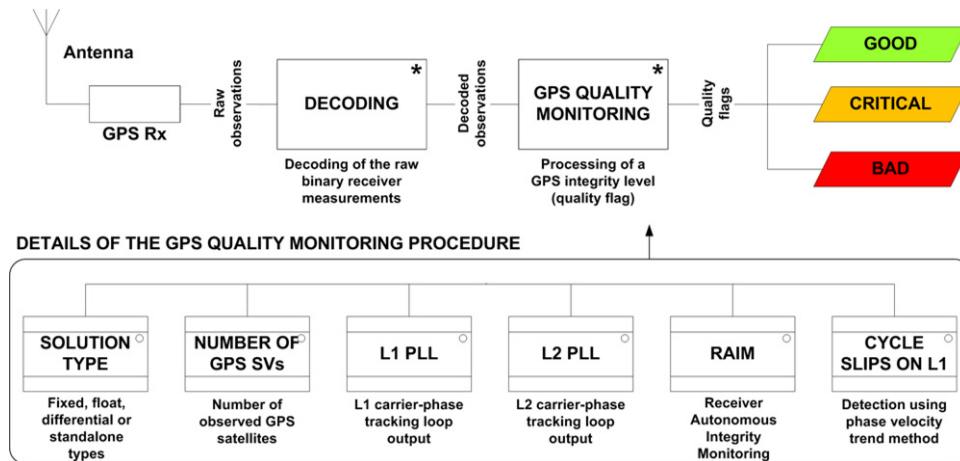 Antenna
GPS Rx
Raw
observations
DECODING
*
Decoding of the raw
binary receiver
measurements
Decoded
observations
GPS QUALITY
MONITORING
*
Processing of a
GPS integrity level
(quality flag)
Quality
flags
GOOD
CRITICAL
BAD
DETAILS OF THE GPS QUALITY MONITORING PROCEDURE
SOLUTION
TYPE
Fixed, float,
differential or
standalone
types
NUMBER OF
GPS SVs
Number of
observed GPS
satellites
L1 PLL
L1 carrier-phase
tracking loop
output
L2 PLL
L2 carrier-phase
tracking loop
output
RAIM
Receiver
Autonomous
Integrity
Monitoring
CYCLE
SLIPS ON L1
Detection using
phase velocity
trend method